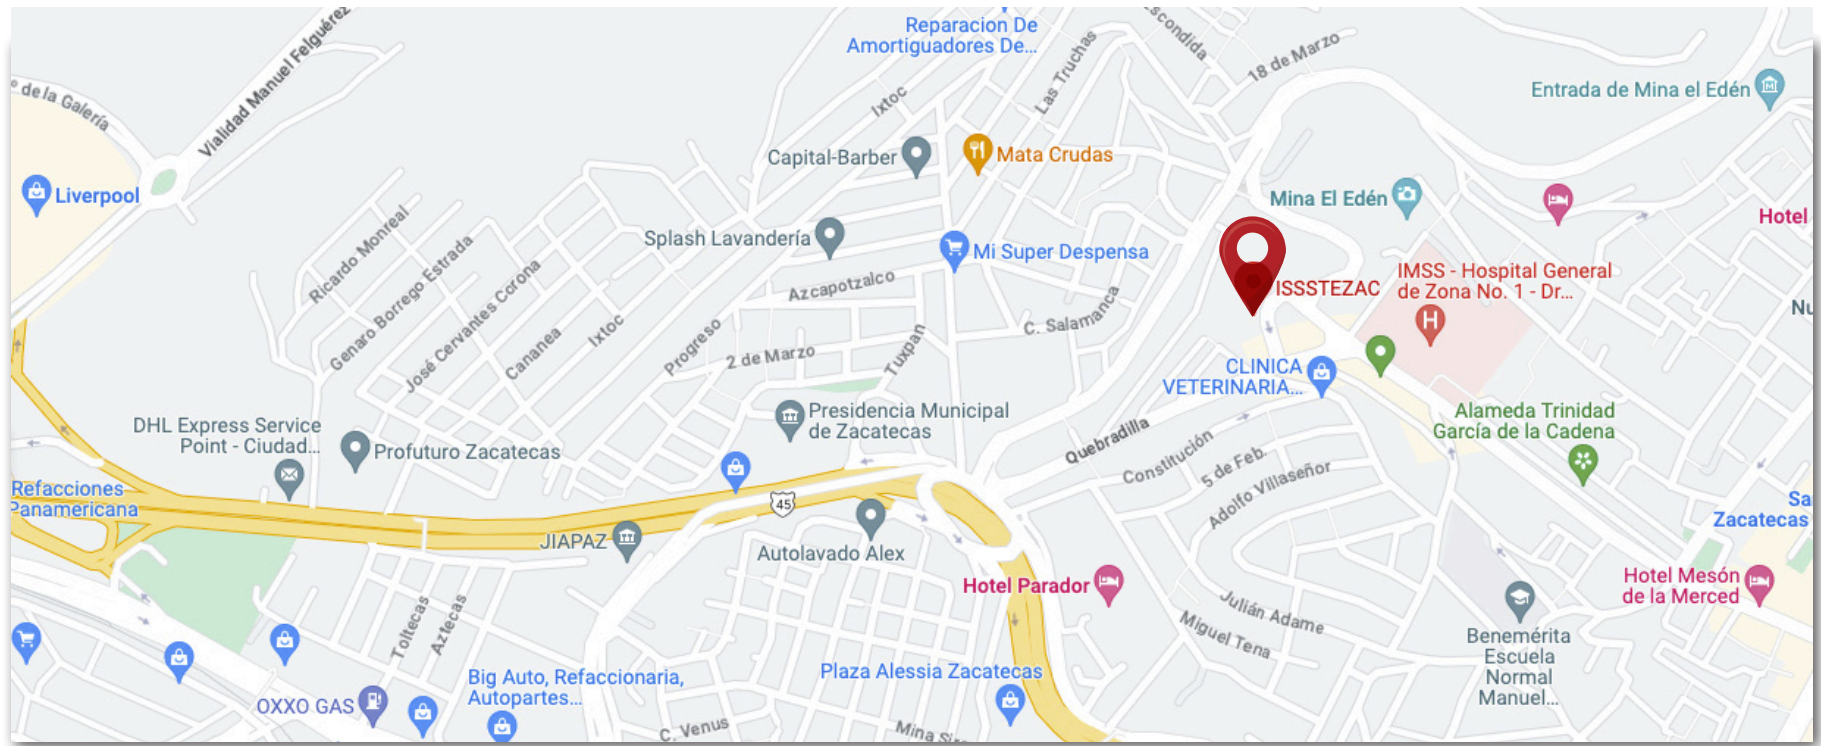 Reparacion De
Amortiguadores De...
Las Truchas
18 de Marzo
Entrada de Mina el Edén
Vialidad Manuel Felguérez
de la Galería
Ixtoc
Capital-Barber
Mata Crudas
Liverpool
Mina El Edén
Hotel
Ricardo Monreal
Genaro Borrego Estrada
José Cervantes Corona
Splash Lavandería
Mi Super Despensa
Azcapotzalco
C. Salamanca
ISSSTEZAC
IMSS - Hospital General
de Zona No. 1 - Dr...
Cananea
Ixtoc
Progreso
2 de Marzo
Tuxpan
CLINICA
VETERINARIA...
Presidencia Municipal
de Zacatecas
Alameda Trinidad
García de la Cadena
DHL Express Service
Point - Ciudad...
Profuturo Zacatecas
Quebradilla
Constitución
5 de Feb.
Adolfo Villaseñor
Refacciones
Panamericana
45
Zacatecas
JIAPAZ
Autolavado Alex
Hotel Parador
Hotel Mesón
de la Merced
Toltecas
Aztecas
Julián Adame
Miguel Tena
Benemérita
Escuela
Normal
Manuel...
Big Auto, Refaccionaria,
Autopartes...
Plaza Alessia Zacatecas
OXXO GAS
C. Venus
Mina
H